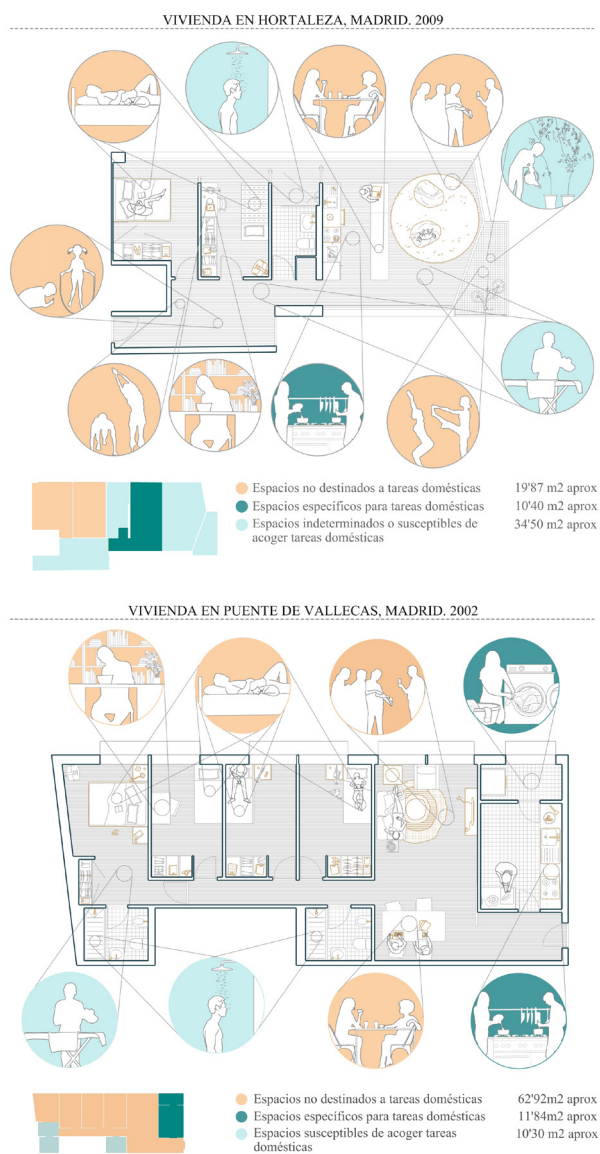 VIVIENDA EN HORTALEZA, MADRID. 2009
Espacios no destinados a tareas domésticas 19'87 m2 aprox
Espacios específicos para tareas domésticas 10'40 m2 aprox
Espacios indeterminados o susceptibles de 34'50 m2 aprox
acoger tareas domésticas
VIVIENDA EN PUENTE DE VALLECAS, MADRID. 2002
Espacios no destinados a tareas domésticas 62'92m2 aprox
Espacios específicos para tareas domésticas 11'84m2 aprox
Espacios susceptibles de acoger tareas 10'30 m2 aprox
domésticas